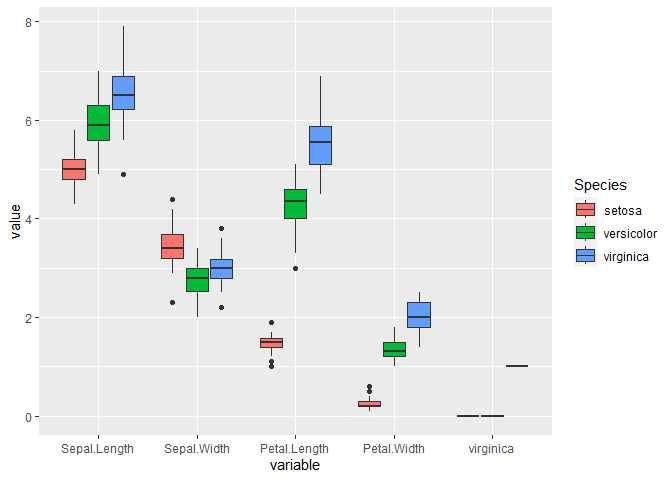 8
6
4
2
0
value
Sepal.Length Sepal.Width Petal.Length Petal.Width virginica
variable
Species
setosa
versicolor
virginica